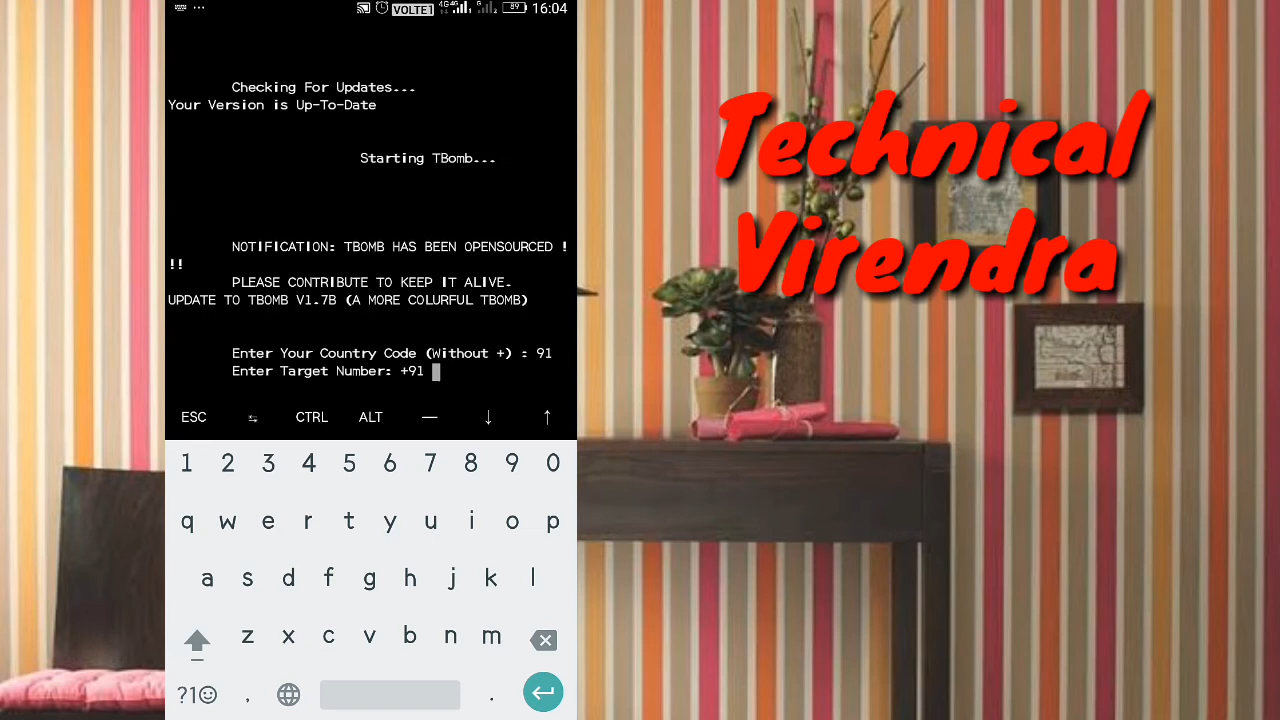 VOLTE1 4G 4G G 89 16:04
Checking For Updates...
Your Version is Up-To-Date
Starting TBomb...
NOTIFICATION: TBOMB HAS BEEN OPENSOURCED !
!!
PLEASE CONTRIBUTE TO KEEP IT ALIVE.
UPDATE TO TBOMB V1.7B (A MORE COLURFUL TBOMB)
Enter Your Country Code (Without +) : 91
Enter Target Number: +91
ESC ⇆ CTRL ALT — ↓ ↑
1 2 3 4 5 6 7 8 9 0
q w e r t y u i o p
a s d f g h j k l
z x c v b n m
?1☺ , .
Technical
Virendra